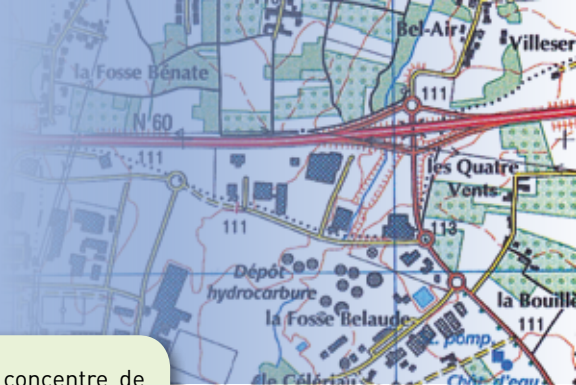 Bel-Air
Villeser
la Fosse Bénate
111
N 60
111
les Quatre
Vents
111
113
Dépôt
hydrocarbure
la Bouill
la Fosse Belaude
111
pomp.
Chât. d'eau
le Célériau
concentre de